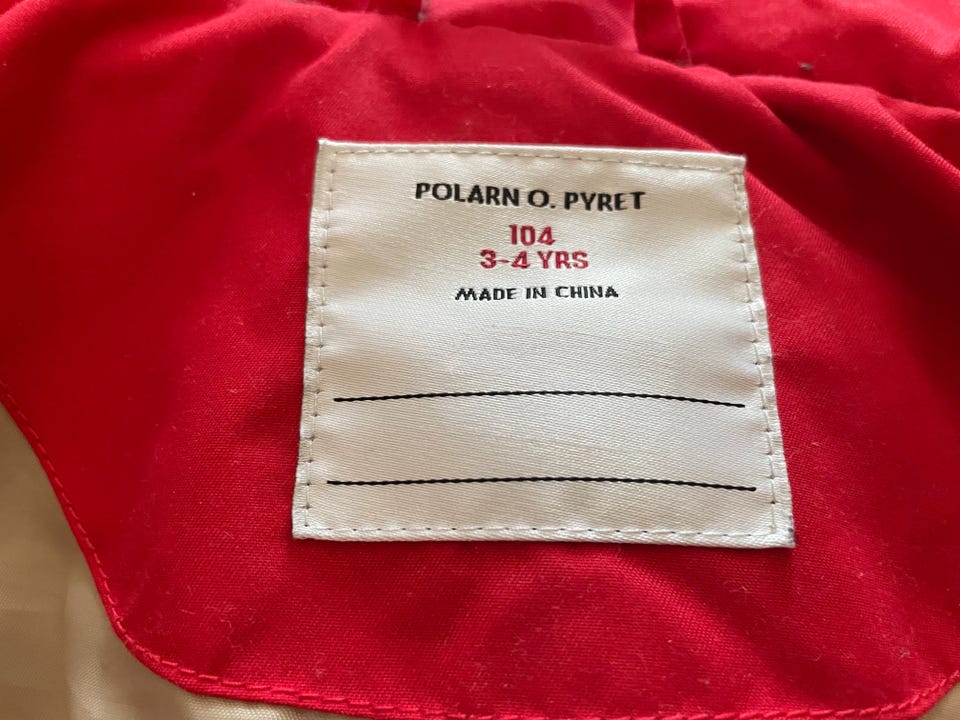 POLARN O. PYRET
104
3-4 YRS
MADE IN CHINA